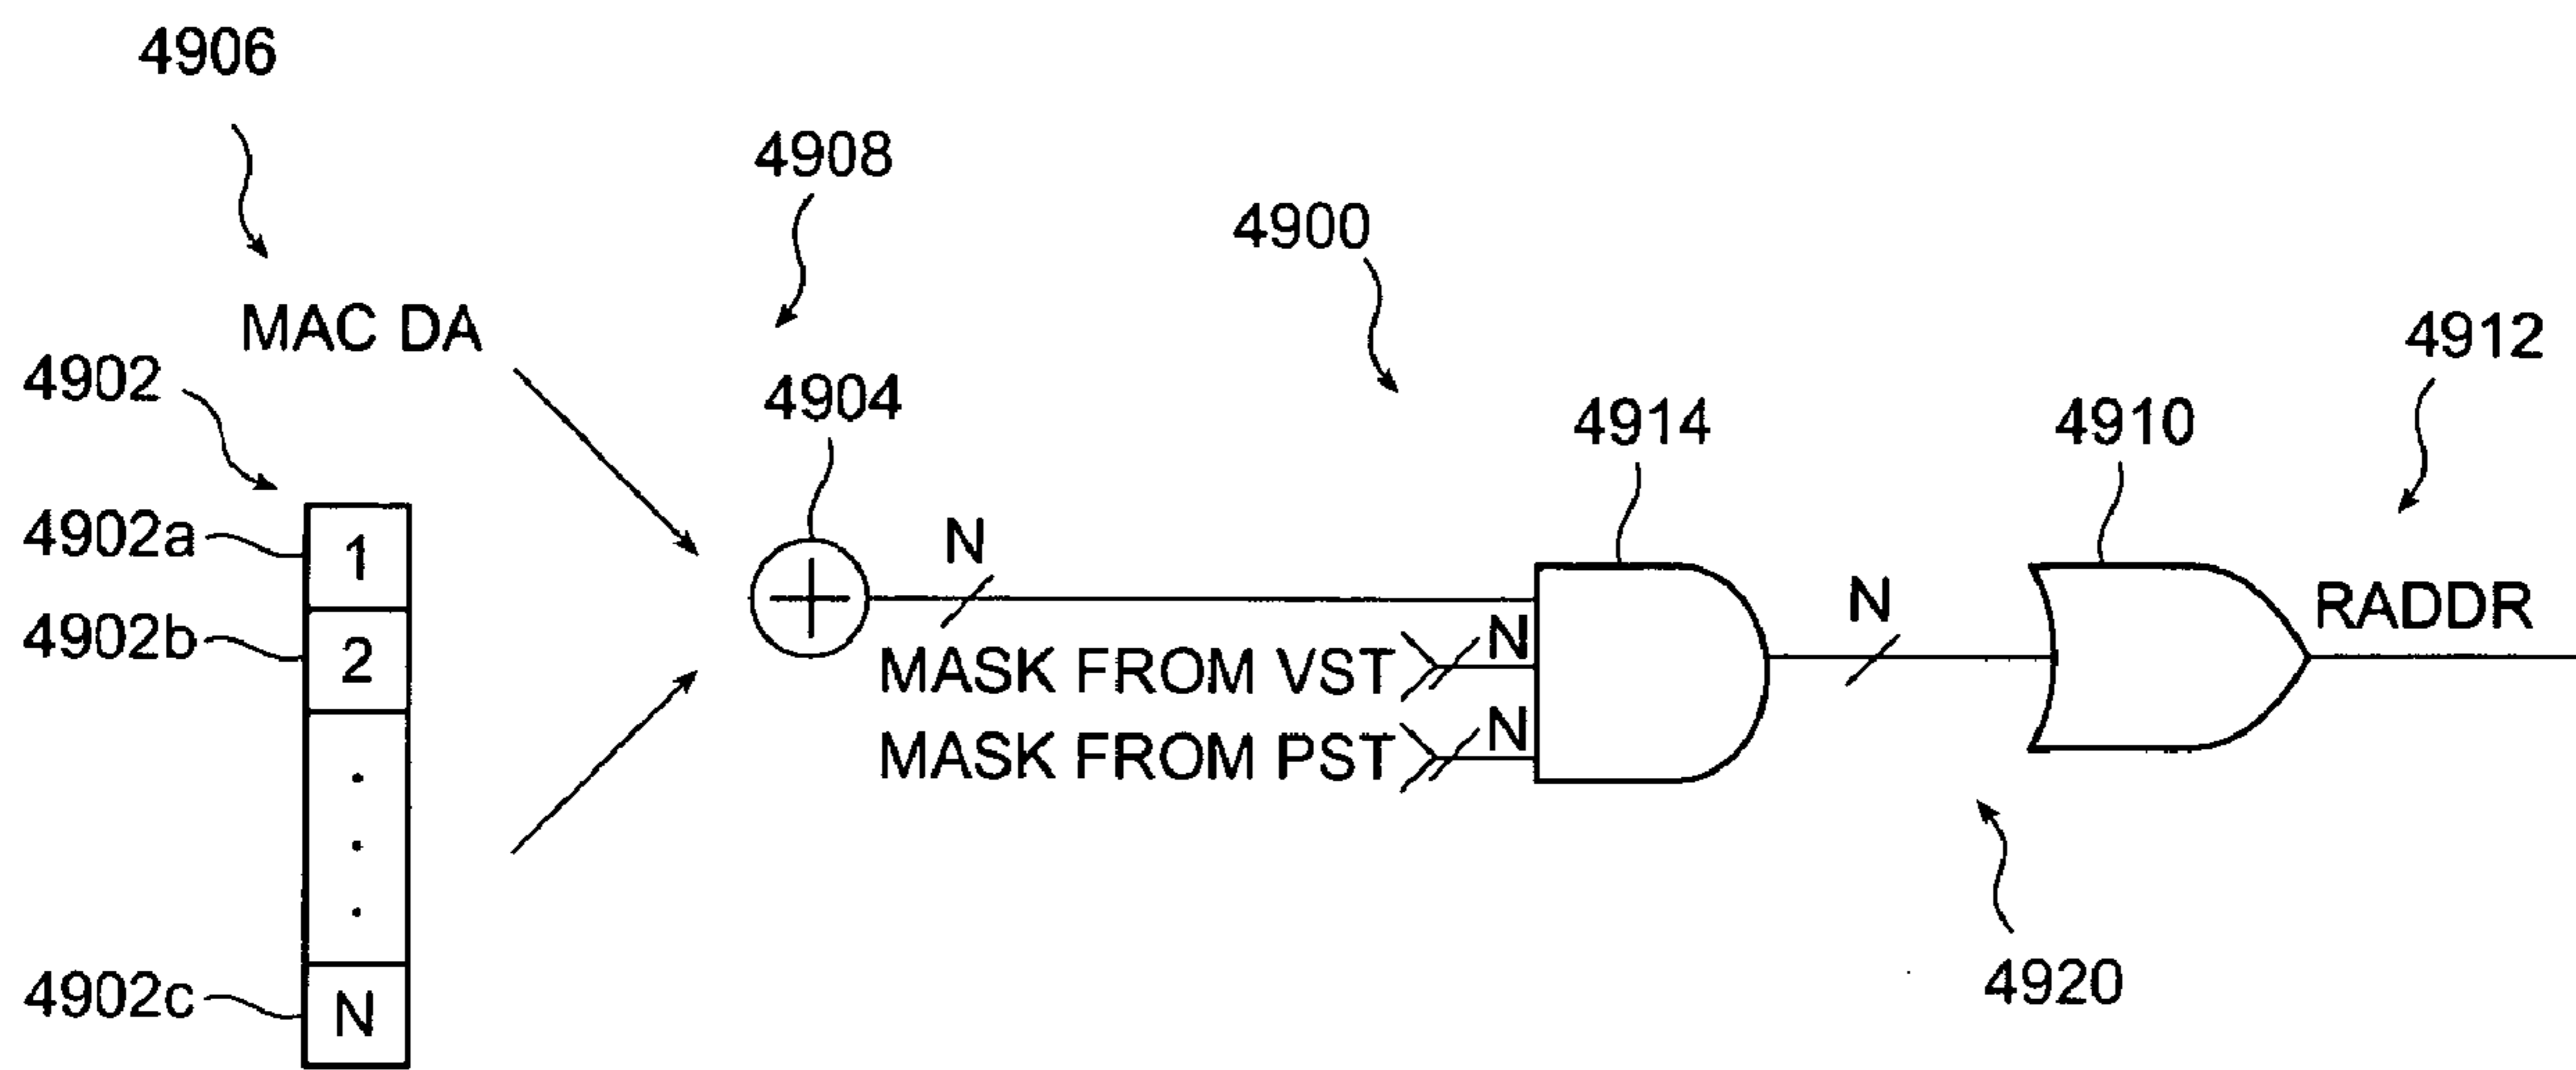 4906
4908
4900
MAC DA
4912
4902
4904
4914
4910
4902a
1
N
N
RADDR
4902b
2
MASK FROM VST
N
MASK FROM PST
N
4902c
N
4920